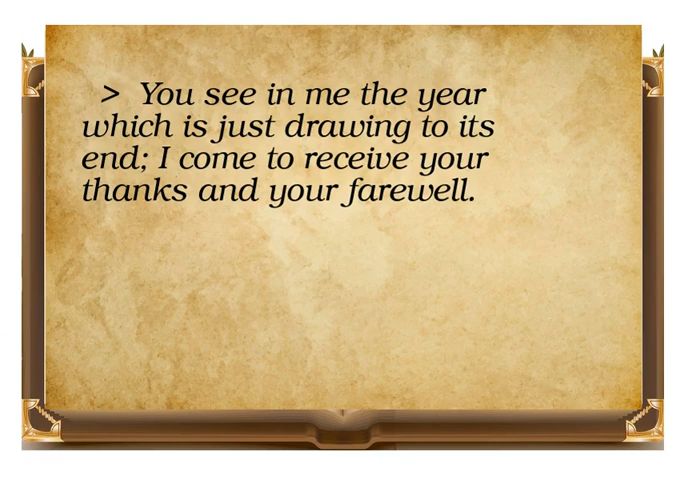 > You see in me the year
which is just drawing to its
end; I come to receive your
thanks and your farewell.